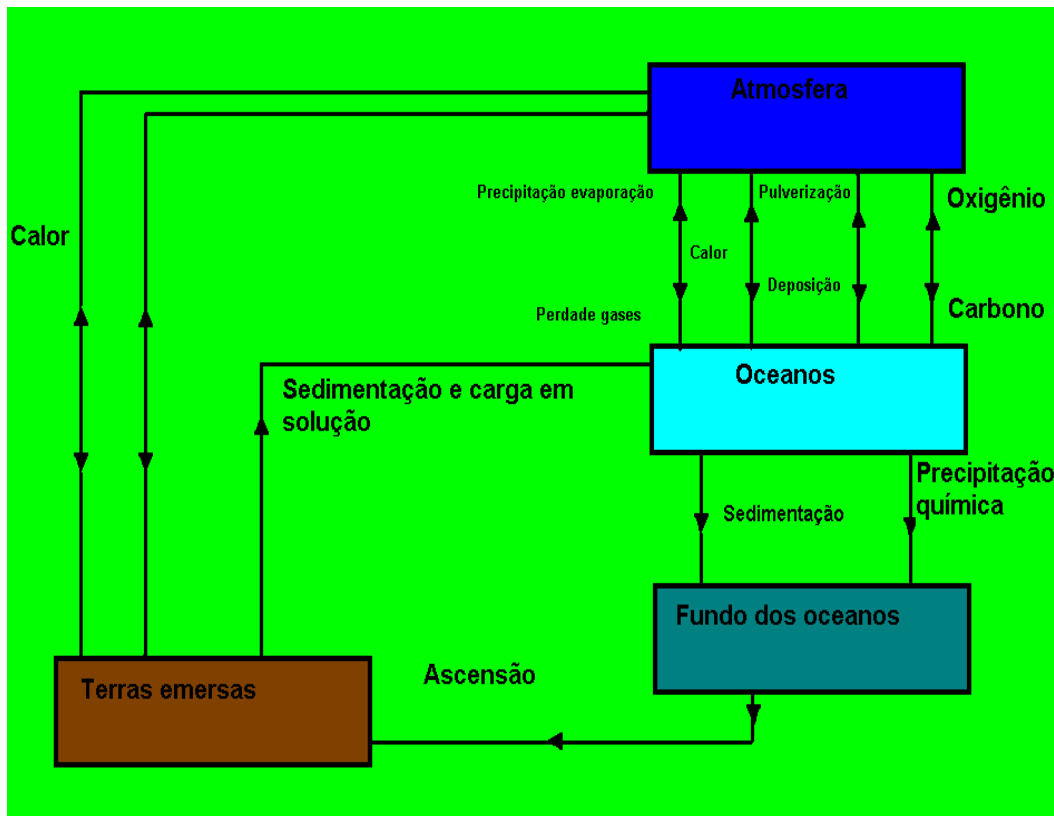 Atmosfera
Precipitação evaporação
Pulverização
Oxigênio
Calor
Calor
Deposição
Carbono
Perdade gases
Oceanos
Sedimentação e carga em
solução
Precipitação
química
Sedimentação
Fundo dos oceanos
Ascensão
Terras emersas